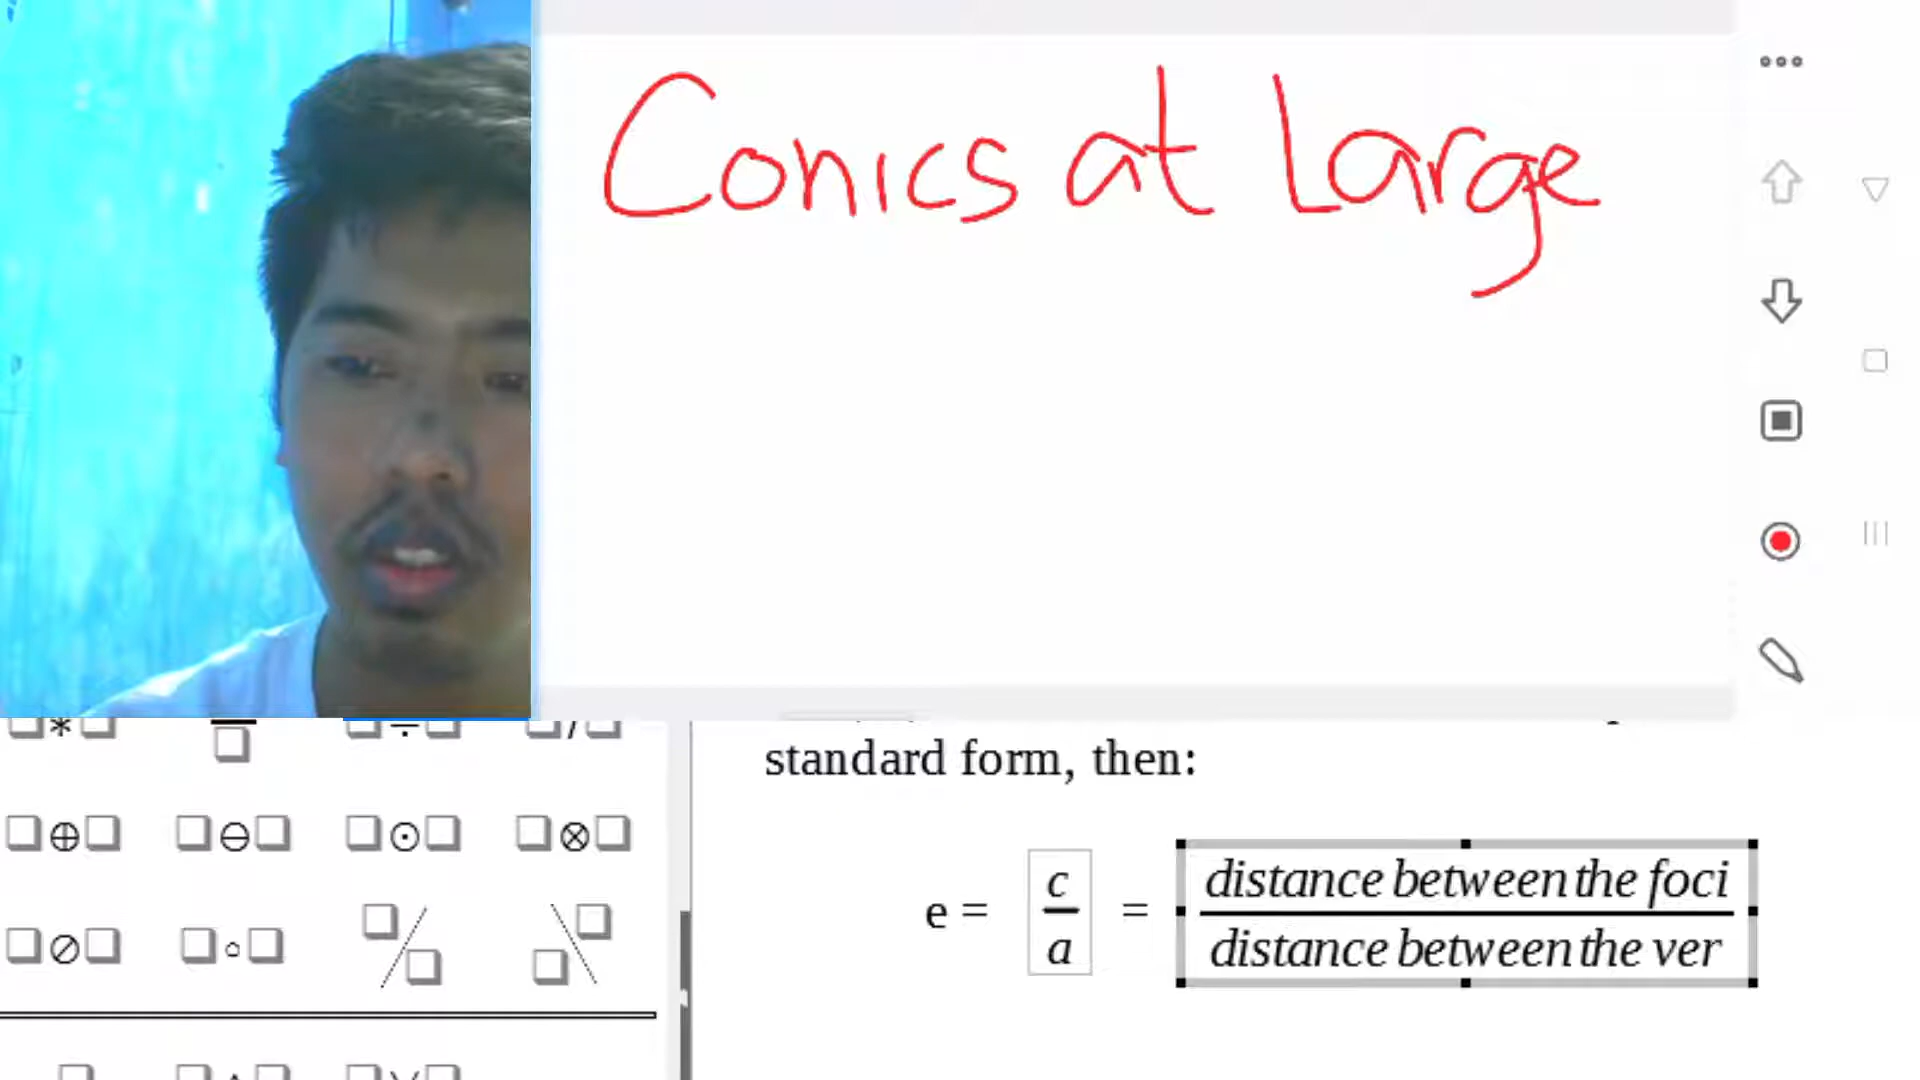 Conics at Large
standard form, then:
e = c/a = distance between the foci / distance between the ver